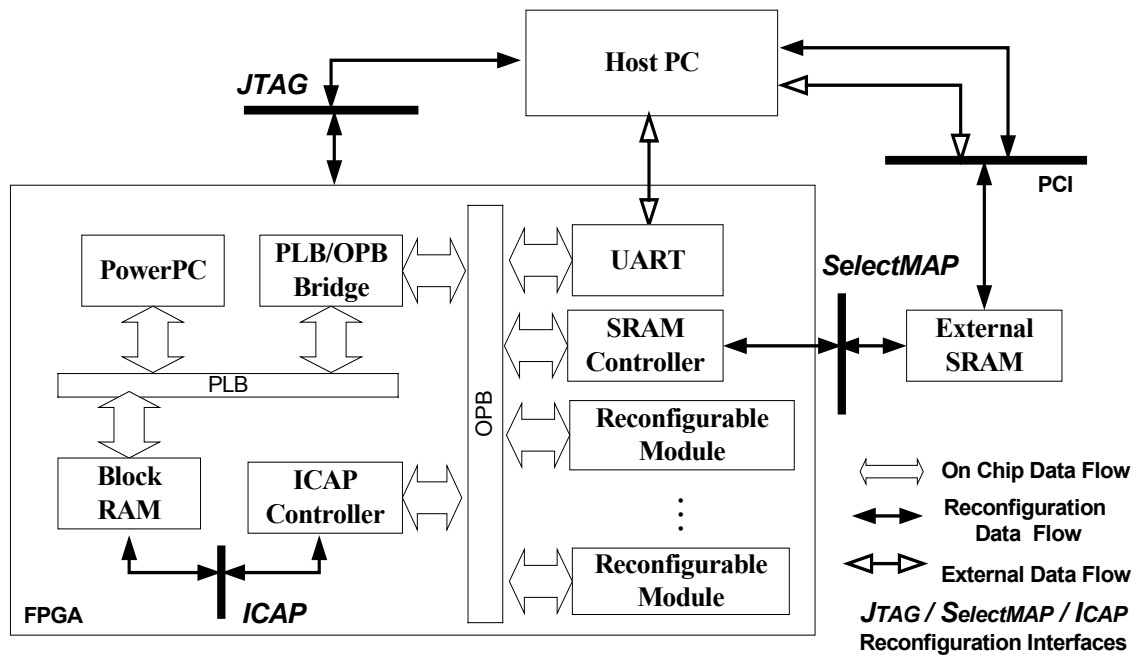 Host PC
JTAG
PCI
PowerPC
PLB/OPB
Bridge
UART
SelectMAP
SRAM
Controller
External
SRAM
PLB
OPB
Reconfigurable
Module
Block
RAM
ICAP
Controller
⋮
Reconfigurable
Module
FPGA
ICAP
On Chip Data Flow
Reconfiguration
Data Flow
External Data Flow
JTAG / SELECTMAP / ICAP
Reconfiguration Interfaces